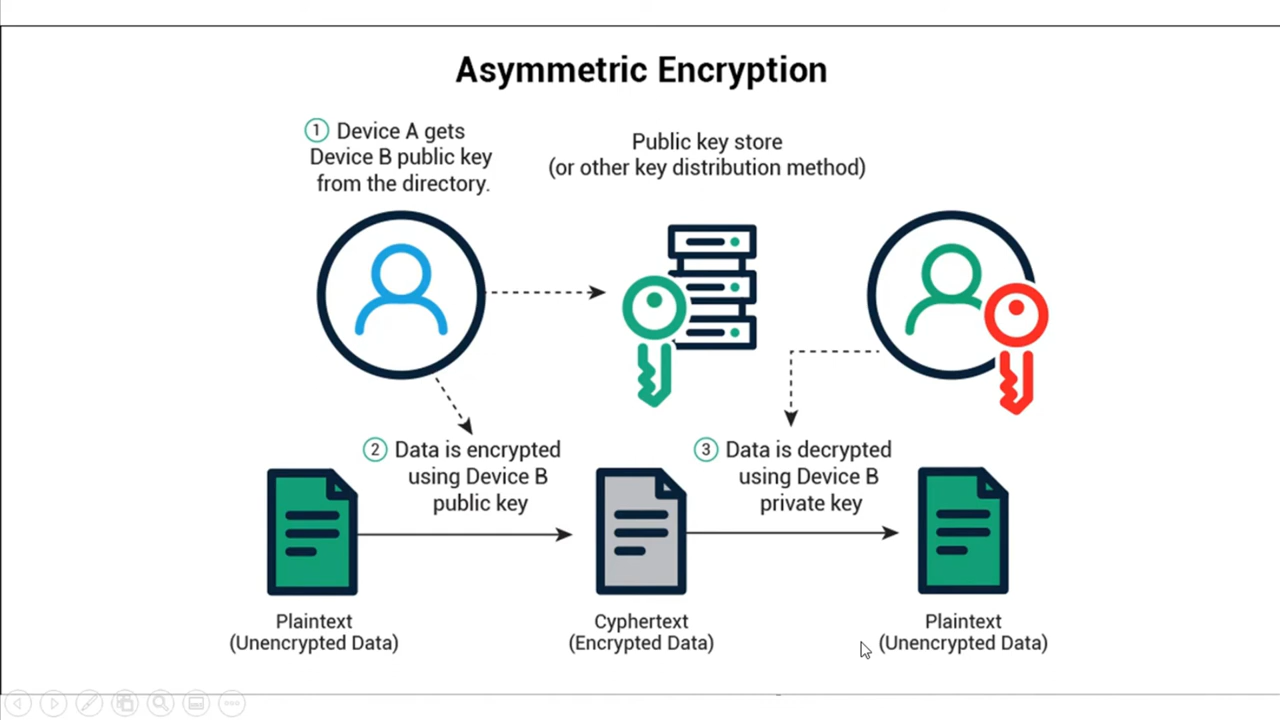 Asymmetric Encryption
1 Device A gets
Device B public key
from the directory.
Public key store
(or other key distribution method)
2 Data is encrypted
using Device B
public key
3 Data is decrypted
using Device B
private key
Plaintext
(Unencrypted Data)
Cyphertext
(Encrypted Data)
Plaintext
(Unencrypted Data)